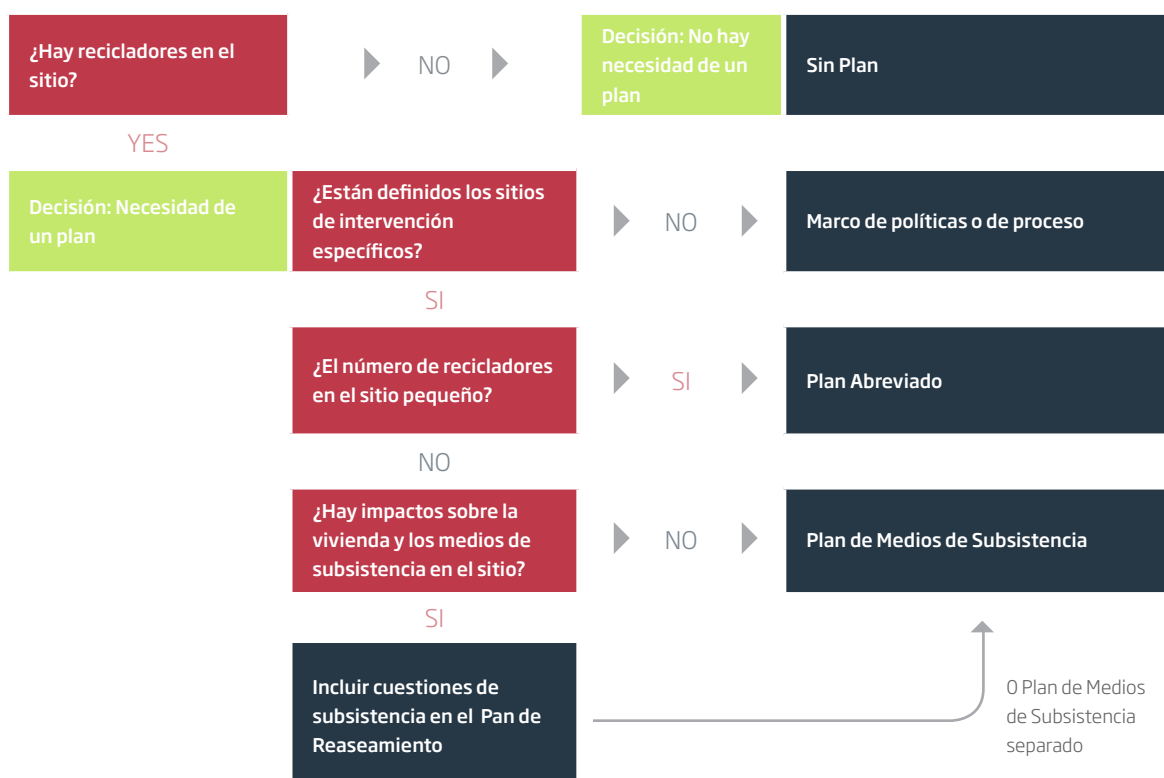 ¿Hay recicladores en el
sitio?
NO
Decisión: No hay
necesidad de un
plan
Sin Plan
YES
Decisión: Necesidad de
un plan
¿Están definidos los sitios
de intervención
específicos?
NO
Marco de políticas o de proceso
SI
¿El número de recicladores
en el sitio pequeño?
SI
Plan Abreviado
NO
¿Hay impactos sobre la
vivienda y los medios de
subsistencia en el sitio?
NO
Plan de Medios de Subsistencia
SI
Incluir cuestiones de
subsistencia en el Pan de
Reaseamiento
O Plan de Medios
de Subsistencia
separado